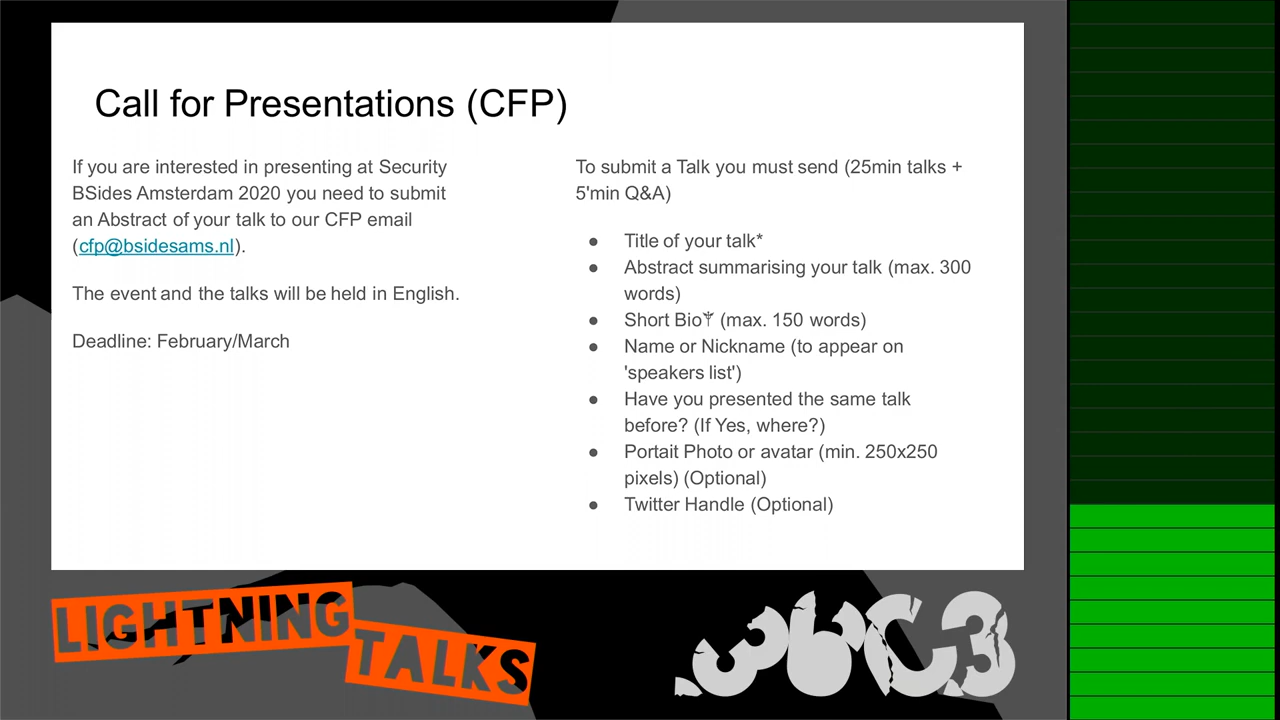 Call for Presentations (CFP)
If you are interested in presenting at Security
BSides Amsterdam 2020 you need to submit
an Abstract of your talk to our CFP email
(cfp@bsidesams.nl).
The event and the talks will be held in English.
Deadline: February/March
To submit a Talk you must send (25min talks +
5'min Q&A)
● Title of your talk*
● Abstract summarising your talk (max. 300
words)
● Short Bio⚚ (max. 150 words)
● Name or Nickname (to appear on
'speakers list')
● Have you presented the same talk
before? (If Yes, where?)
● Portait Photo or avatar (min. 250x250
pixels) (Optional)
● Twitter Handle (Optional)
LIGHTNING
TALKS
36C3